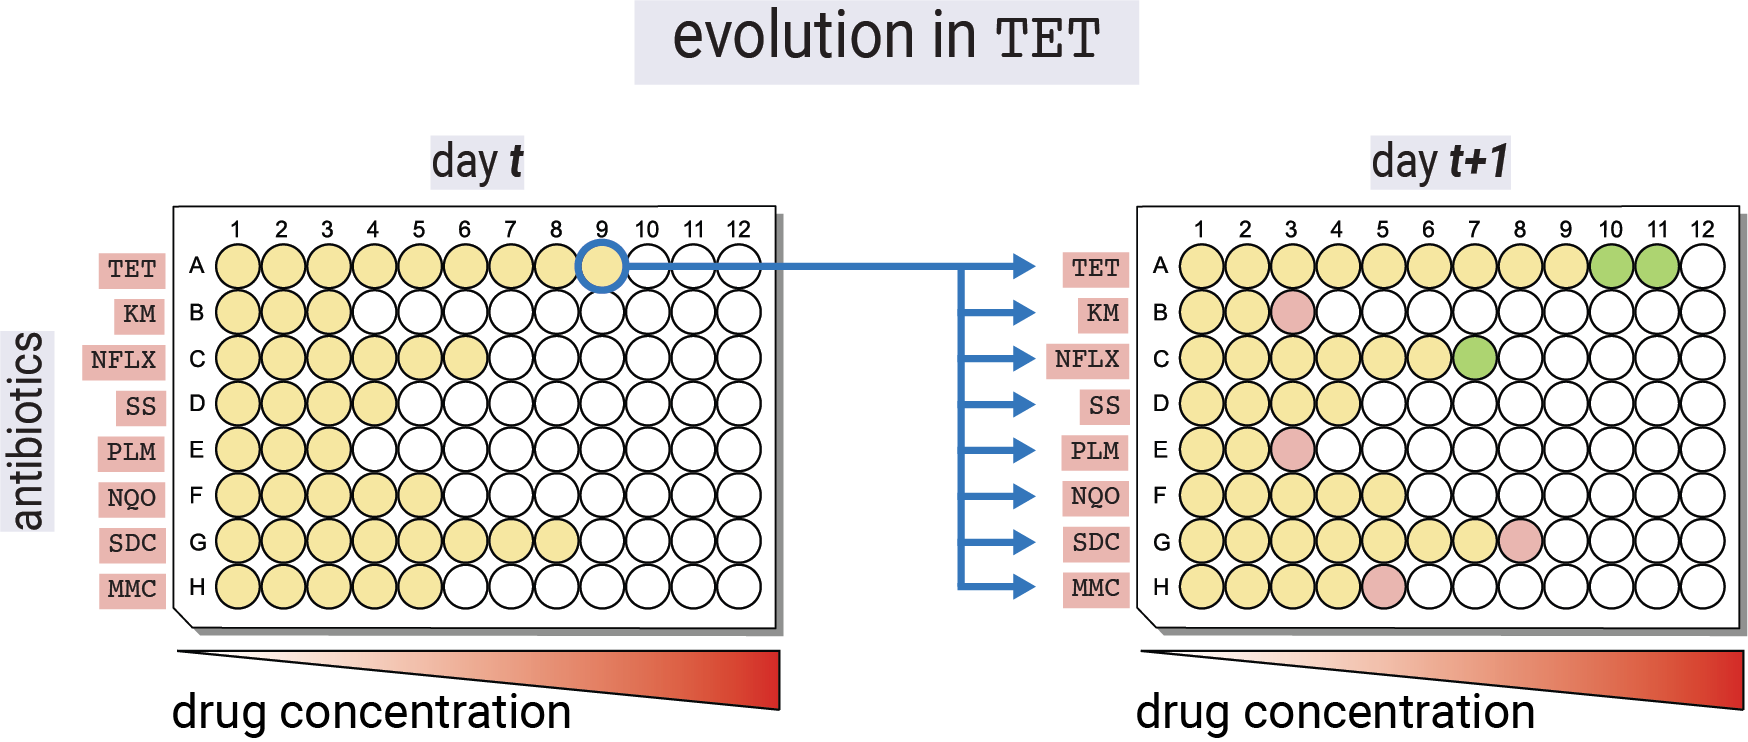 evolution in TET
day t
day t+1
1 2 3 4 5 6 7 8 9 10 11 12
TET A
KM B
NFLX C
SS D
PLM E
NQO F
SDC G
MMC H
antibiotics
drug concentration
1 2 3 4 5 6 7 8 9 10 11 12
TET A
KM B
NFLX C
SS D
PLM E
NQO F
SDC G
MMC H
drug concentration